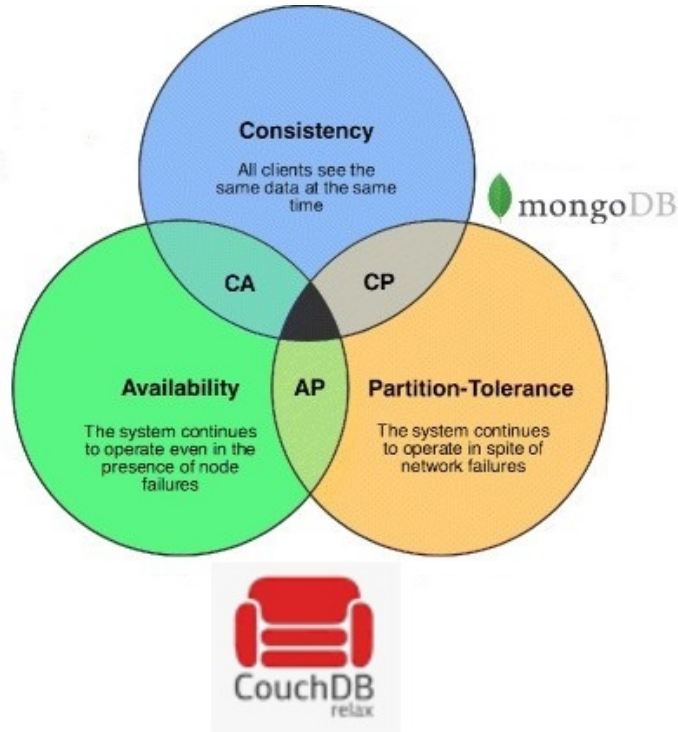 Consistency
All clients see the
same data at the same
time
mongoDB
CA
CP
Availability
AP
Partition-Tolerance
The system continues
to operate even in the
presence of node
failures
The system continues
to operate in spite of
network failures
CouchDB
relax